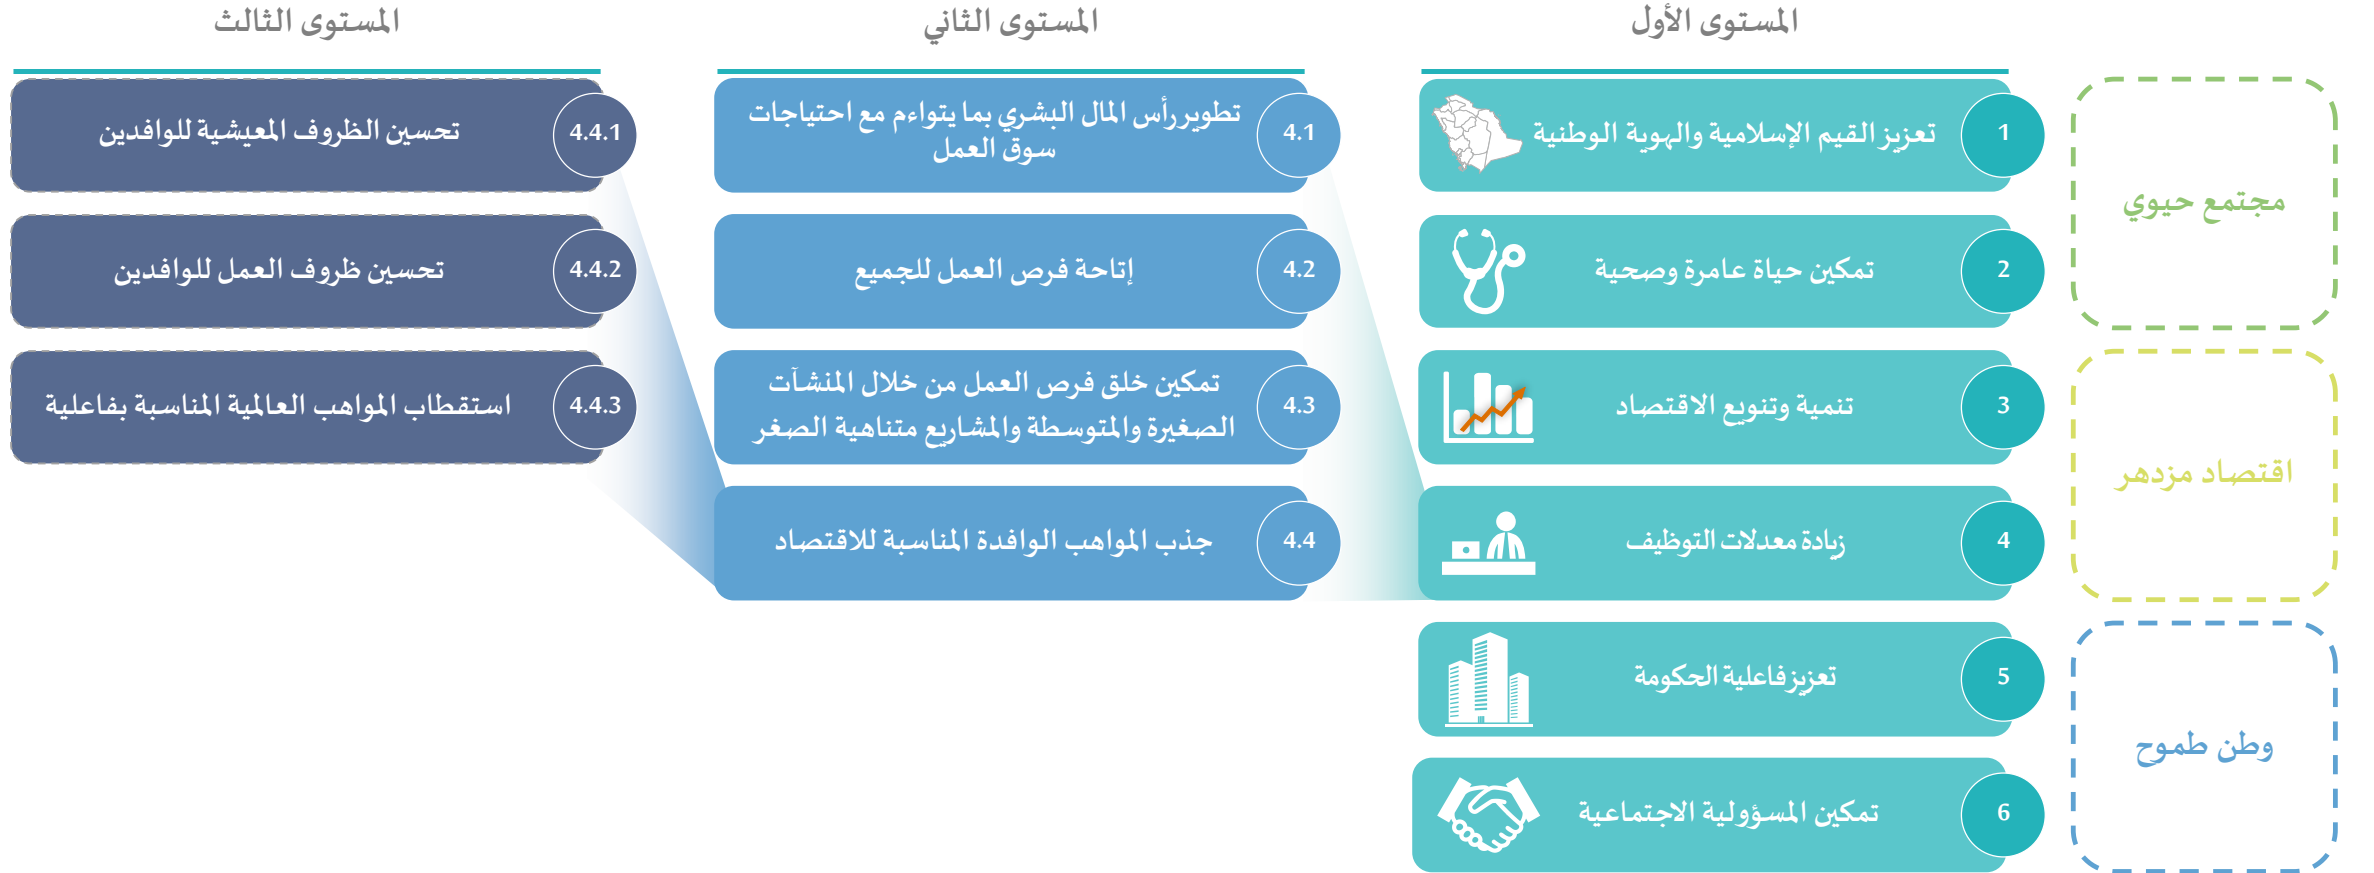 المستوى الأول
المستوى الثاني
المستوى الثالث
مجتمع حيوي
اقتصاد مزدهر
وطن طموح
1
تعزيز القيم الإسلامية والهوية الوطنية
2
تمكين حياة عامرة وصحية
3
تنمية وتنويع الاقتصاد
4
زيادة معدلات التوظيف
5
تعزيز فاعلية الحكومة
6
تمكين المسؤولية الاجتماعية
4.1
تطوير رأس المال البشري بما يتواءم مع احتياجات
سوق العمل
4.2
إتاحة فرص العمل للجميع
4.3
تمكين خلق فرص العمل من خلال المنشآت
الصغيرة والمتوسطة والمشاريع متناهية الصغر
4.4
جذب المواهب الوافدة المناسبة للاقتصاد
4.4.1
تحسين الظروف المعيشية للوافدين
4.4.2
تحسين ظروف العمل للوافدين
4.4.3
استقطاب المواهب العالمية المناسبة بفاعلية